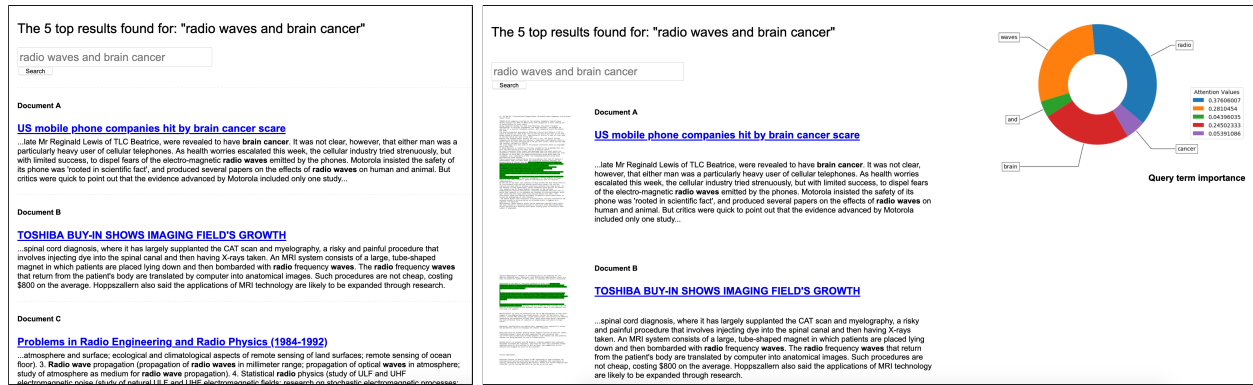 The 5 top results found for: "radio waves and brain cancer"
radio waves and brain cancer
Search
Document A
US mobile phone companies hit by brain cancer scare
...late Mr Reginald Lewis of TLC Beatrice, were revealed to have brain cancer. It was not clear, however, that either man was a
particularly heavy user of cellular telephones. As health worries escalated this week, the cellular industry tried strenuously, but
with limited success, to dispel fears of the electro-magnetic radio waves emitted by the phones. Motorola insisted the safety of
its phone was 'rooted in scientific fact', and produced several papers on the effects of radio waves on human and animal. But
critics were quick to point out that the evidence advanced by Motorola involved only one study...
Document B
TOSHIBA BUY-IN SHOWS IMAGING FIELD'S GROWTH
...spinal cord diagnosis, where it has largely supplanted the CAT scan and myelography, a risky and painful procedure that
involves injecting dye into the spinal canal and then having X-rays taken. An MRI system consists of a large, tube-shaped
magnet in which patients are placed lying down and then bombarded with radio frequency waves. The radio frequency waves
that return from the patient's body are translated by computer into anatomical images. Such procedures are not cheap, costing
$800 on the average. Hoppszallern also said the applications of MRI technology are likely to be expanded through research.
Document C
Problems in Radio Engineering and Radio Physics (1984-1992)
...atmosphere and surface; ecological and climatological aspects of remote sensing of land surfaces; remote sensing of ocean
floor). 3. Radio wave propagation (propagation of radio waves in millimeter range; propagation of optical waves in atmosphere;
study of atmosphere as medium for radio wave propagation). 4. Statistical radio physics (study of ULF and UHF
electromagnetic noise (study of natural ULF and UHF electromagnetic fields; research on stochastic electromagnetic processes;
The 5 top results found for: "radio waves and brain cancer"
radio waves and brain cancer
Search
Document A
US mobile phone companies hit by brain cancer scare
...late Mr Reginald Lewis of TLC Beatrice, were revealed to have brain cancer. It was not clear,
however, that either man was a particularly heavy user of cellular telephones. As health worries
escalated this week, the cellular industry tried strenuously, but with limited success, to dispel fears
of the electro-magnetic radio waves emitted by the phones. Motorola insisted the safety of its
phone was 'rooted in scientific fact', and produced several papers on the effects of radio waves on
human and animal. But critics were quick to point out that the evidence advanced by Motorola
included only one study...
Document B
TOSHIBA BUY-IN SHOWS IMAGING FIELD'S GROWTH
...spinal cord diagnosis, where it has largely supplanted the CAT scan and myelography, a risky
and painful procedure that involves injecting dye into the spinal canal and then having X-rays
taken. An MRI system consists of a large, tube-shaped magnet in which patients are placed lying
down and then bombarded with radio frequency waves. The radio frequency waves that return
from the patient's body are translated by computer into anatomical images. Such procedures are
not cheap, costing $800 on the average. Hoppszallern also said the applications of MRI technology
are likely to be expanded through research.
waves
radio
and
brain
cancer
Attention Values
0.37606007
0.2810454
0.04396035
0.24502333
0.05391086
Query term importance